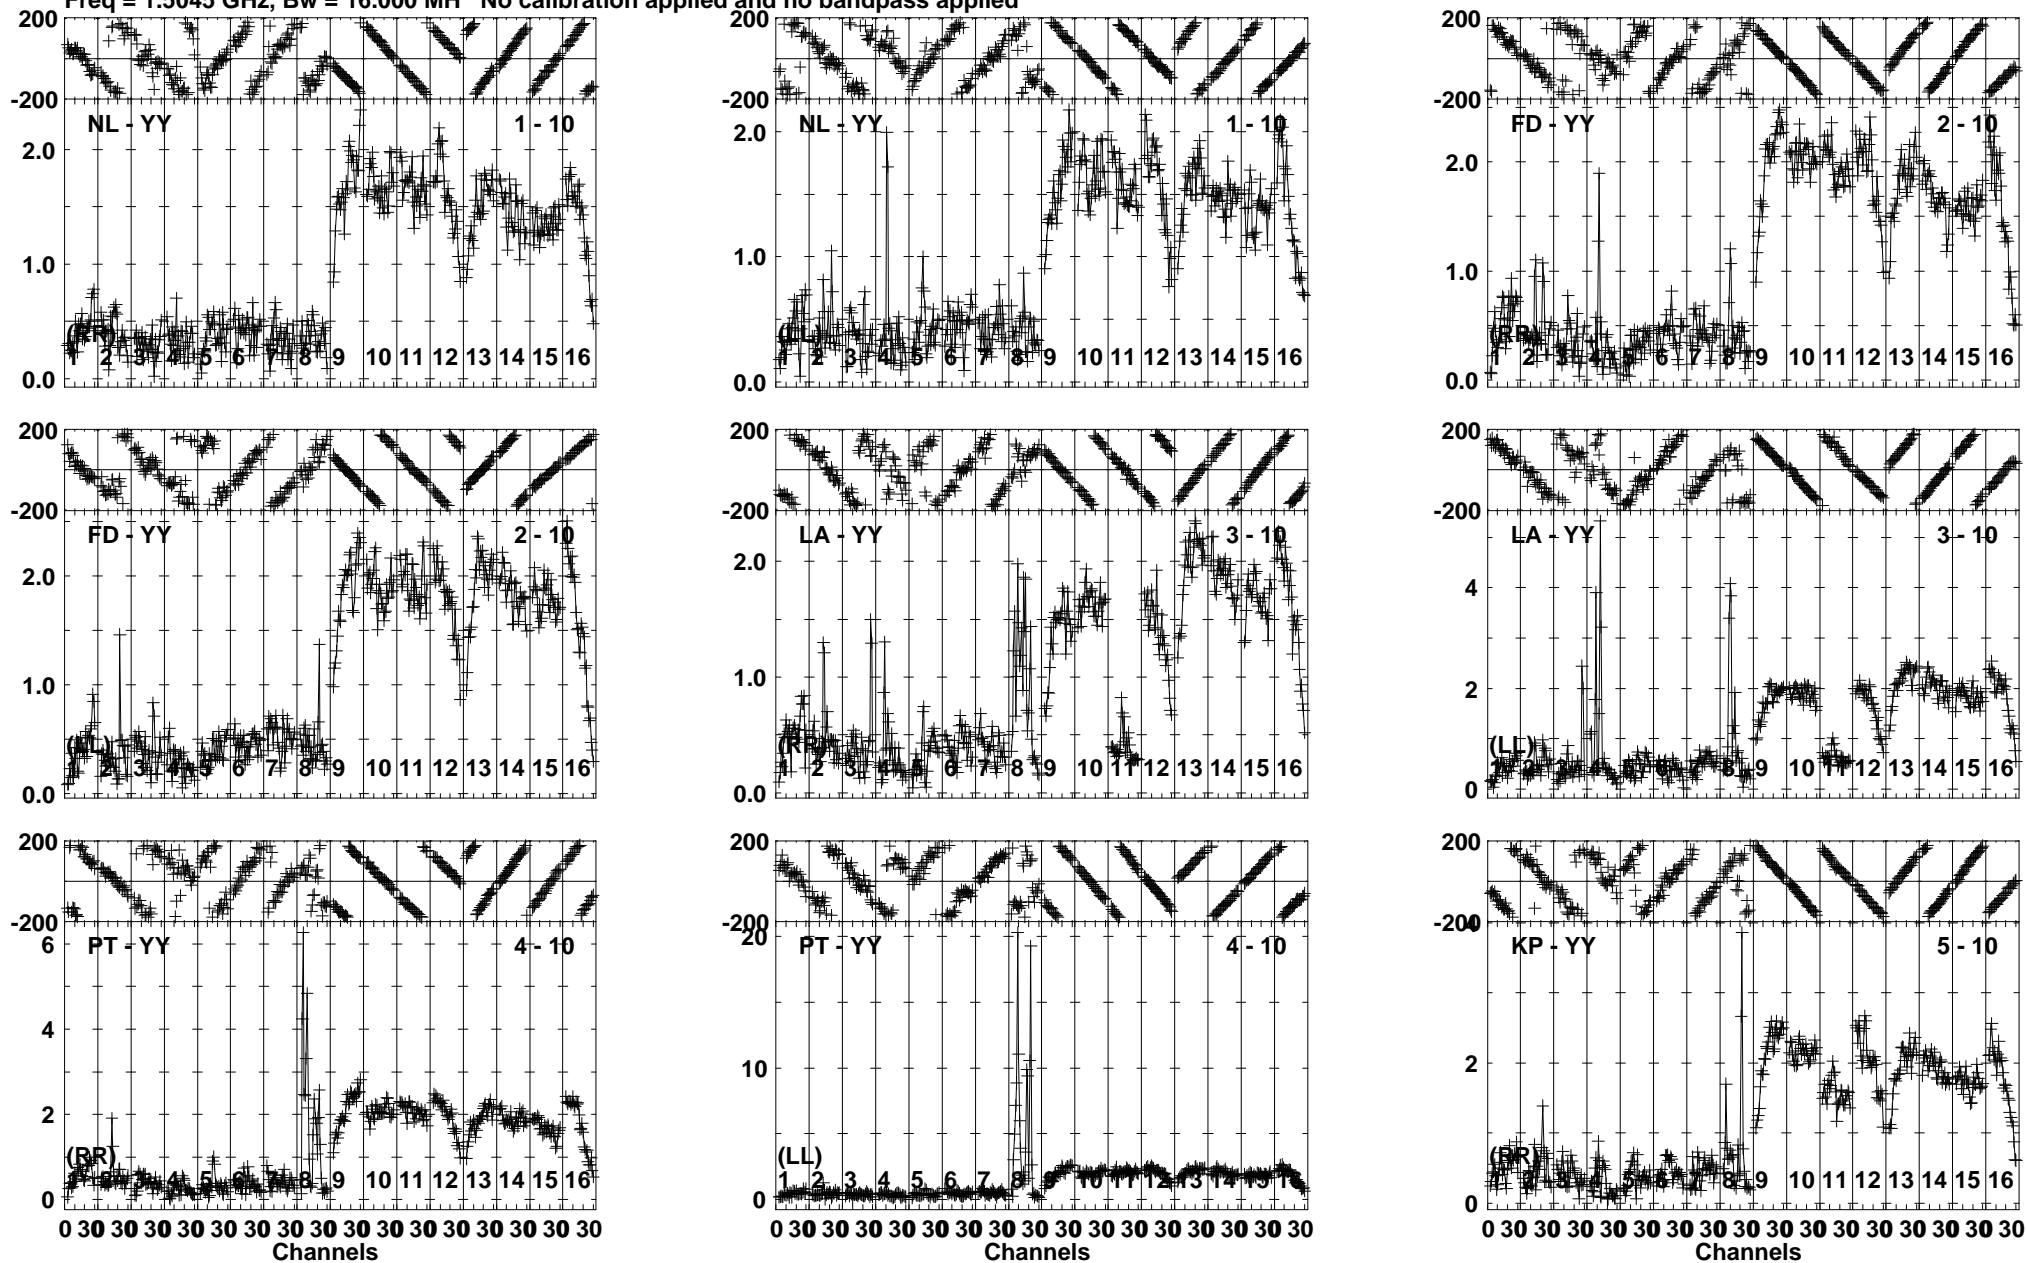 Freq = 1.5045 GHz, Bw = 16.000 MH No calibration applied and no bandpass applied
200 200 200
-200 -200 -200
NL - YY 1 - 10 NL - YY 1 - 10 FD - YY 2 - 10
2.0 2.0 2.0
1.0 1.0 1.0
(RR) (LL) (RR)
1 2 3 4 5 6 7 8 9 10 11 12 13 14 15 16 1 2 3 4 5 6 7 8 9 10 11 12 13 14 15 16 1 2 3 4 5 6 7 8 9 10 11 12 13 14 15 16
0.0 0.0 0.0
200 200 200
-200 -200 -200
FD - YY 2 - 10 LA - YY 3 - 10 LA - YY 3 - 10
2.0 2.0 4
1.0 1.0 2
(LL) (RR) (LL)
1 2 3 4 5 6 7 8 9 10 11 12 13 14 15 16 1 2 3 4 5 6 7 8 9 10 11 12 13 14 15 16 1 2 3 4 5 6 7 8 9 10 11 12 13 14 15 16
0.0 0.0 0
200 200 200
-200 -200 -200
6 20 4
PT - YY 4 - 10 PT - YY 4 - 10 KP - YY 5 - 10
4 10 2
2
(RR) (LL) (RR)
1 2 3 4 5 6 7 8 9 10 11 12 13 14 15 16 1 2 3 4 5 6 7 8 9 10 11 12 13 14 15 16 1 2 3 4 5 6 7 8 9 10 11 12 13 14 15 16
0 0 0
0 30 30 30 30 30 30 30 30 30 30 30 30 30 30 30 30 0 30 30 30 30 30 30 30 30 30 30 30 30 30 30 30 30 0 30 30 30 30 30 30 30 30 30 30 30 30 30 30 30 30
Channels Channels Channels